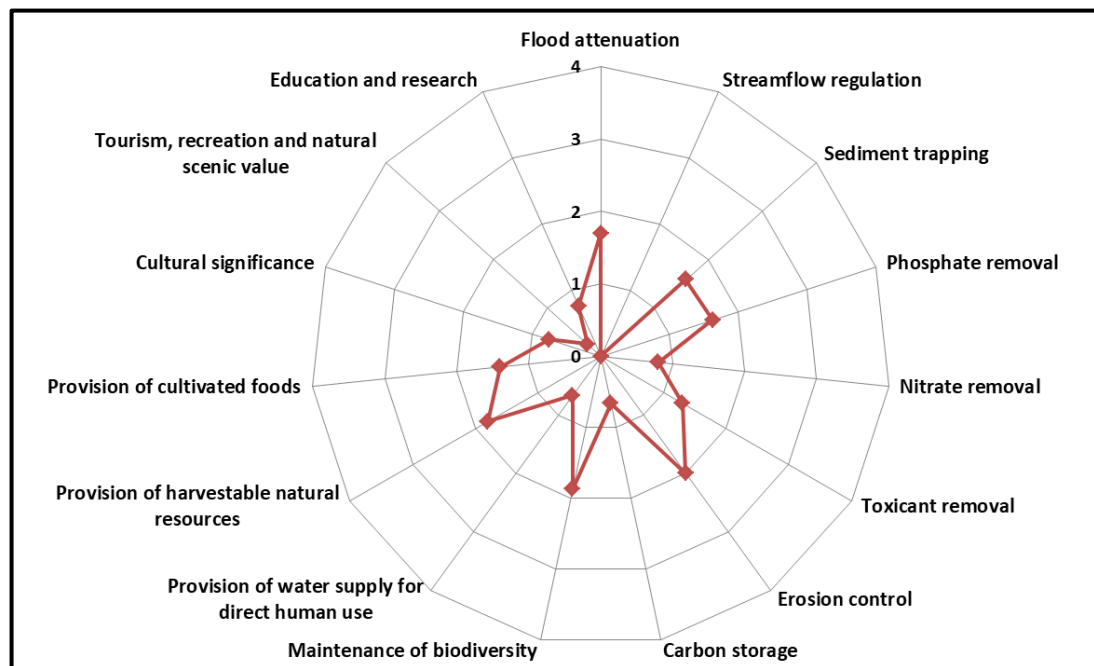 Flood attenuation
4
Education and research
Streamflow regulation
3
Tourism, recreation and natural
scenic value
Sediment trapping
2
Cultural significance
Phosphate removal
1
0
Provision of cultivated foods
Nitrate removal
Provision of harvestable natural
resources
Toxicant removal
Provision of water supply for
direct human use
Erosion control
Maintenance of biodiversity
Carbon storage